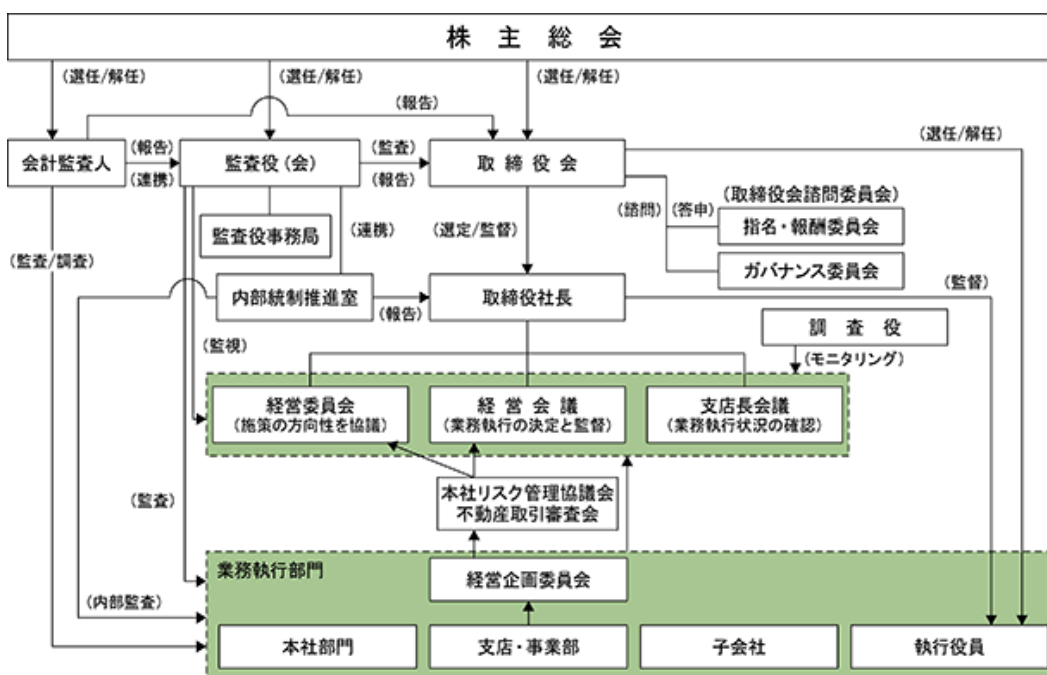 株 主 総 会
(選任/解任)
(選任/解任)
(選任/解任)
(報告)
(選任/解任)
会計監査人
(報告)
(連携)
監査役(会)
(監査)
(報告)
取 締 役 会
(取締役会諮問委員会)
(諮問)
(答申)
指名・報酬委員会
監査役事務局
(連携)
(選定/監督)
(監査/調査)
ガバナンス委員会
内部統制推進室
(報告)
取締役社長
(監督)
調 査 役
(モニタリング)
(監視)
経営委員会
(施策の方向性を協議)
経 営 会 議
(業務執行の決定と監督)
支店長会議
(業務執行状況の確認)
本社リスク管理協議会
不動産取引審査会
(監査)
業務執行部門
経営企画委員会
(内部監査)
本社部門
支店・事業部
子会社
執行役員